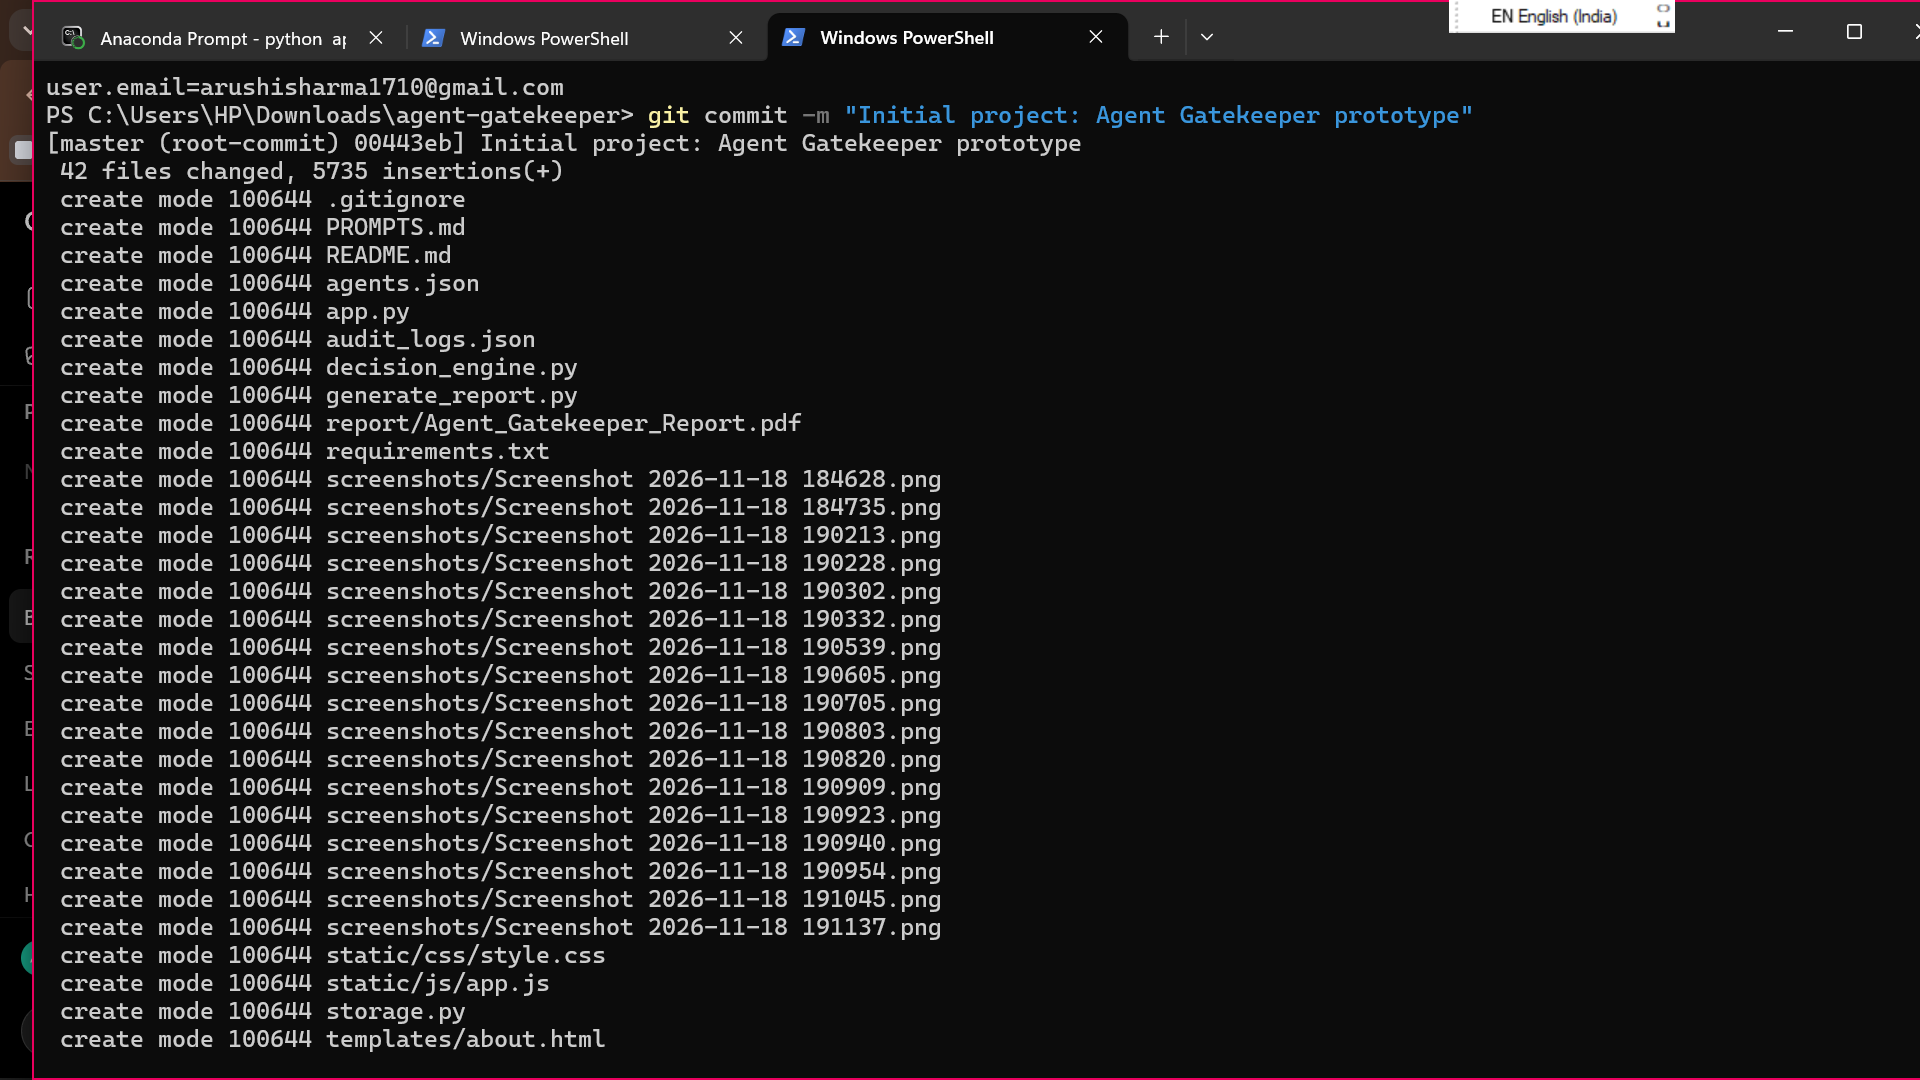 Anaconda Prompt - python ap
Windows PowerShell
Windows PowerShell
EN English (India)
user.email=arushisharma1710@gmail.com
PS C:\Users\HP\Downloads\agent-gatekeeper> git commit -m "Initial project: Agent Gatekeeper prototype"
[master (root-commit) 00443eb] Initial project: Agent Gatekeeper prototype
42 files changed, 5735 insertions(+)
create mode 100644 .gitignore
create mode 100644 PROMPTS.md
create mode 100644 README.md
create mode 100644 agents.json
create mode 100644 app.py
create mode 100644 audit_logs.json
create mode 100644 decision_engine.py
create mode 100644 generate_report.py
create mode 100644 report/Agent_Gatekeeper_Report.pdf
create mode 100644 requirements.txt
create mode 100644 screenshots/Screenshot 2026-11-18 184628.png
create mode 100644 screenshots/Screenshot 2026-11-18 184735.png
create mode 100644 screenshots/Screenshot 2026-11-18 190213.png
create mode 100644 screenshots/Screenshot 2026-11-18 190228.png
create mode 100644 screenshots/Screenshot 2026-11-18 190302.png
create mode 100644 screenshots/Screenshot 2026-11-18 190332.png
create mode 100644 screenshots/Screenshot 2026-11-18 190539.png
create mode 100644 screenshots/Screenshot 2026-11-18 190605.png
create mode 100644 screenshots/Screenshot 2026-11-18 190705.png
create mode 100644 screenshots/Screenshot 2026-11-18 190803.png
create mode 100644 screenshots/Screenshot 2026-11-18 190820.png
create mode 100644 screenshots/Screenshot 2026-11-18 190909.png
create mode 100644 screenshots/Screenshot 2026-11-18 190923.png
create mode 100644 screenshots/Screenshot 2026-11-18 190940.png
create mode 100644 screenshots/Screenshot 2026-11-18 190954.png
create mode 100644 screenshots/Screenshot 2026-11-18 191045.png
create mode 100644 screenshots/Screenshot 2026-11-18 191137.png
create mode 100644 static/css/style.css
create mode 100644 static/js/app.js
create mode 100644 storage.py
create mode 100644 templates/about.html